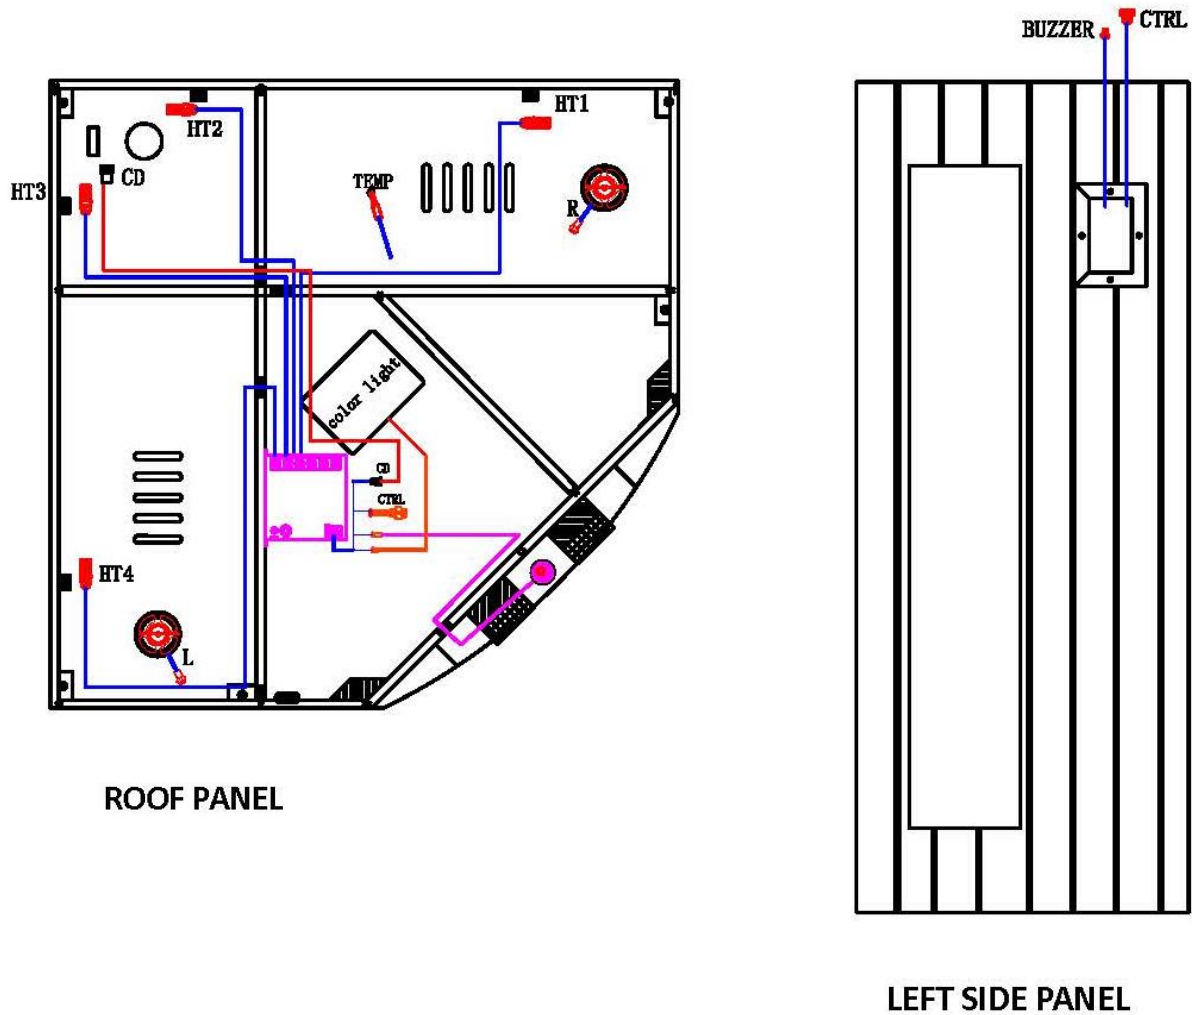 BUZZER
CTRL
HT2
HT1
CD
HT3
TEMP
R
color light
CD
CTRL
HT4
L
ROOF PANEL
LEFT SIDE PANEL